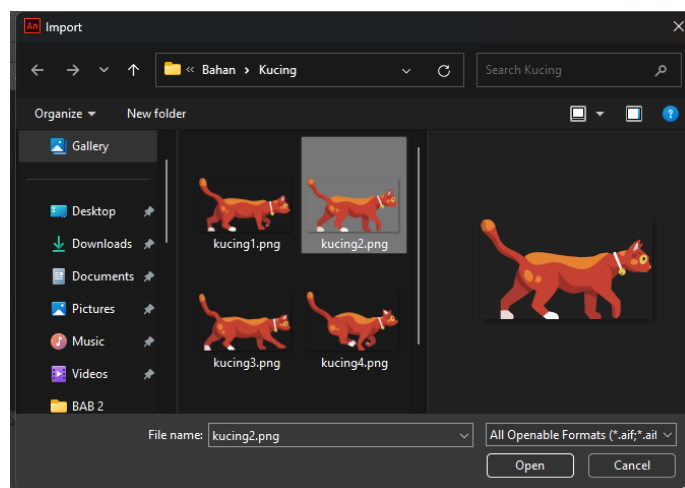 An Import
« Bahan > Kucing
Search Kucing
Organize
New folder
?
Gallery
Desktop
Downloads
Documents
Pictures
Music
Videos
BAB 2
kucing1.png
kucing2.png
kucing3.png
kucing4.png
File name: kucing2.png
All Openable Formats (*.aif;*.aif
Open
Cancel